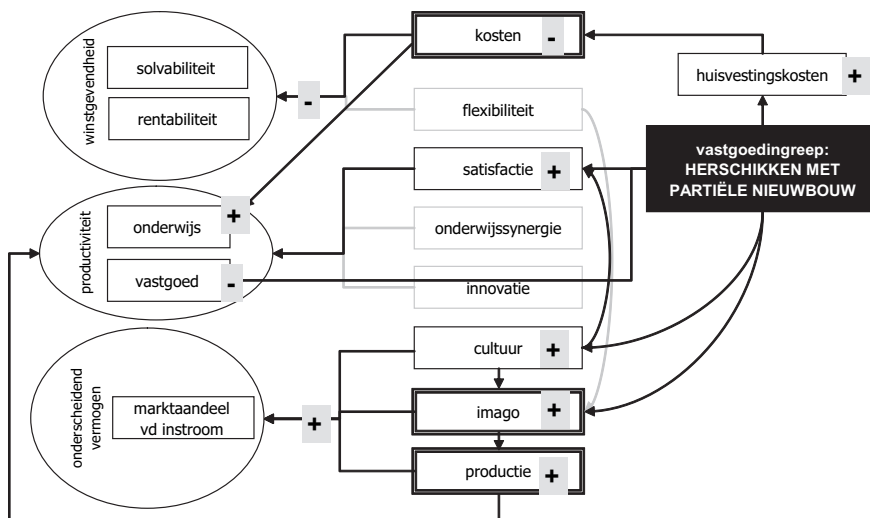 kosten
-
solvabiliteit
winstgevendheid
rentabiliteit
-
huisvestingskosten
+
flexibiliteit
vastgoedingreep:
HERSCHIKKEN MET
PARTIËLE NIEUWBOUW
satisfactie
+
productiviteit
onderwijs
+
onderwijssynergie
vastgoed
-
innovatie
cultuur
+
onderscheidend
vermogen
marktaandeel
vd instroom
+
imago
+
productie
+